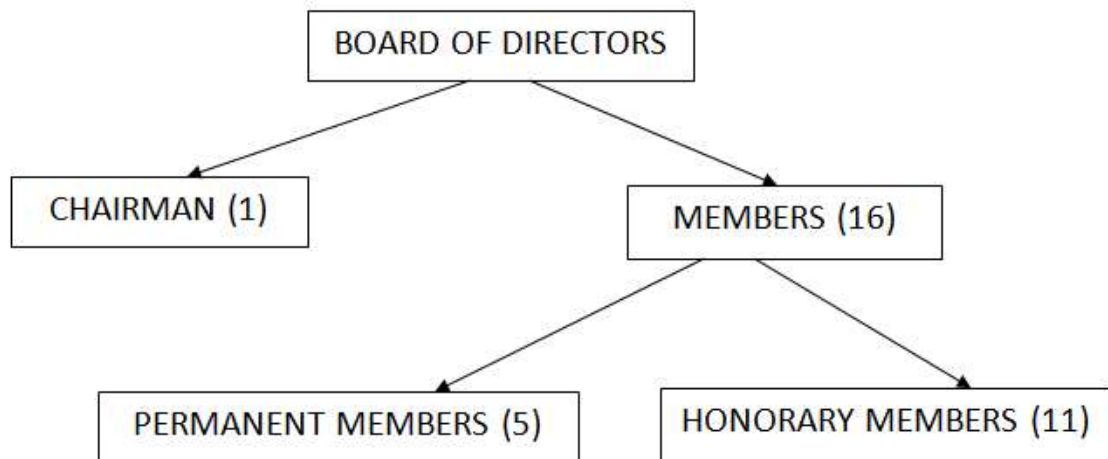 BOARD OF DIRECTORS
CHAIRMAN (1)
MEMBERS (16)
PERMANENT MEMBERS (5)
HONORARY MEMBERS (11)